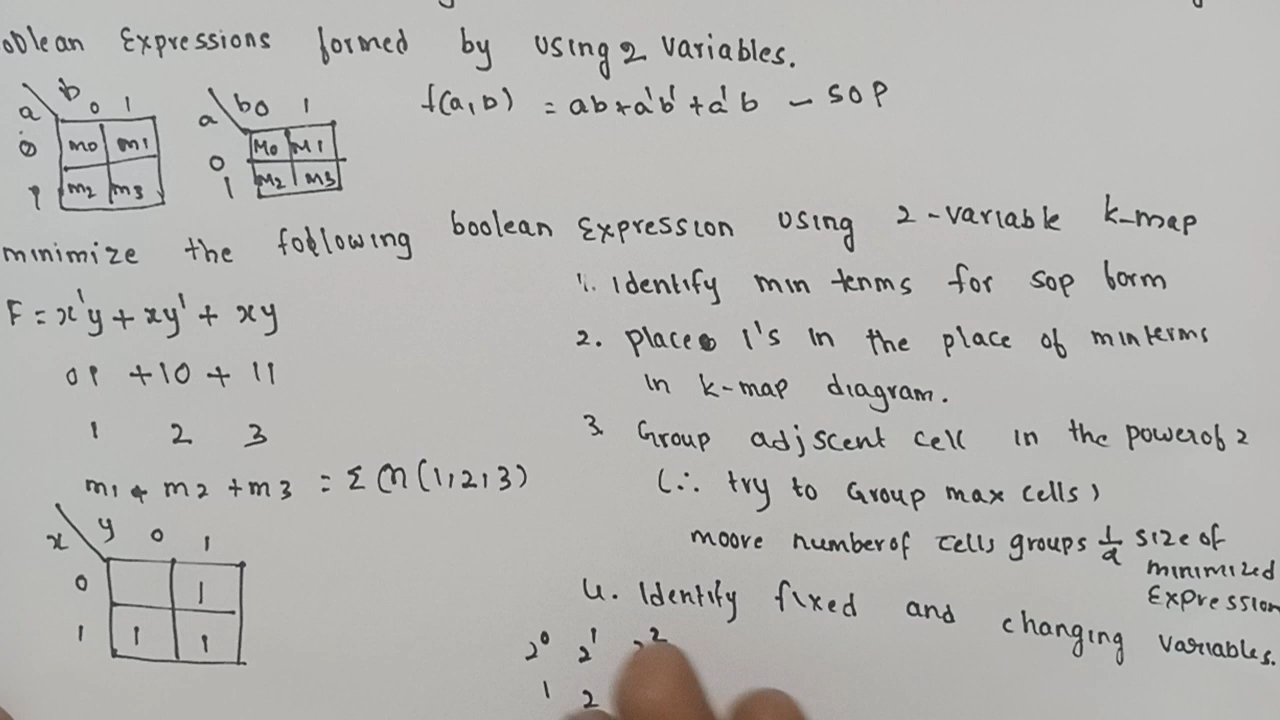 oolean Expressions formed by using 2 variables.
a b 0 1
0 m0 m1
1 m2 m3
a b 0 1
0 M0 M1
1 M2 M3
f(a,b) = ab+a'b'+a'b - SOP
minimize the following boolean Expression using 2-variable k-map
F = x'y + xy' + xy
01 + 10 + 11
1 2 3
m1 + m2 + m3 = Σm(1,2,3)
x y 0 1
0 1
1 1 1
1. Identify min terms for sop form
2. place 1's in the place of minterms
in k-map diagram.
3. Group adjscent cell in the powerof 2
(∴ try to Group max cells)
moore numberof cells groups 1/α size of
minimized
Expression
4. Identify fixed and changing variables.
2⁰ 2¹ 2²
1 2